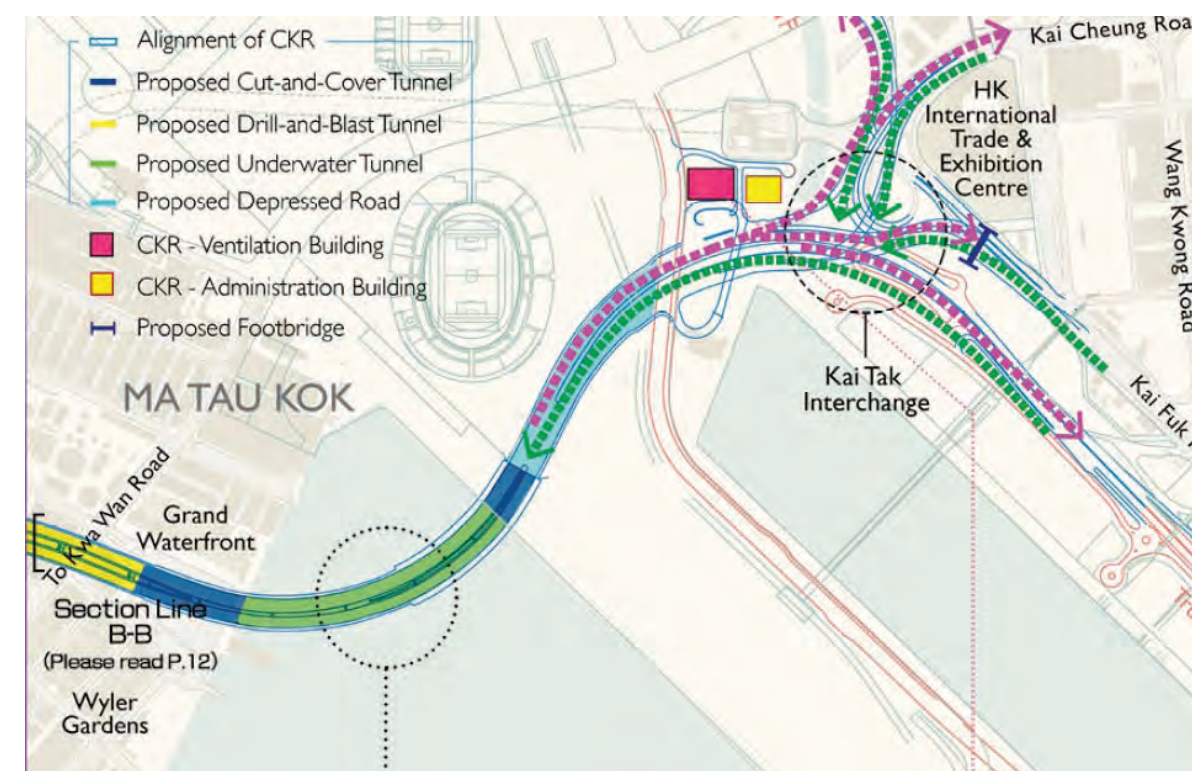 Alignment of CKR
Proposed Cut-and-Cover Tunnel
Proposed Drill-and-Blast Tunnel
Proposed Underwater Tunnel
Proposed Depressed Road
CKR - Ventilation Building
CKR - Administration Building
Proposed Footbridge
Kai Cheung Roa
HK
International
Trade &
Exhibition
Centre
Wang Kwong Road
Kai Tak
Interchange
Kai Fuk
MA TAU KOK
To Kwa Wan Road
Grand
Waterfront
Section Line
B-B
(Please read P.12)
Wyler
Gardens